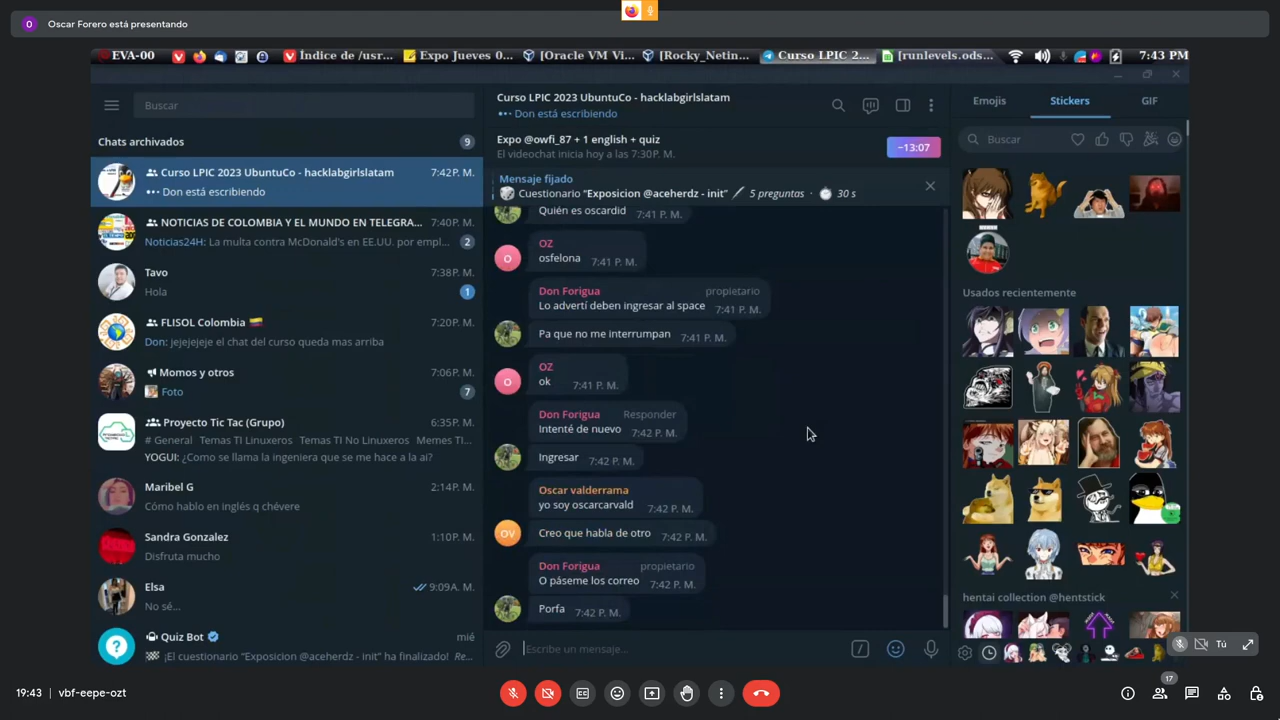 O Oscar Forero está presentando
EVA-00
Índice de /usr...
Expo Jueves 0...
[Oracle VM Vi...
[Rocky_Netin...
Curso LPIC 2...
[runlevels.ods...
7:43 PM
Buscar
Chats archivados 9
Curso LPIC 2023 UbuntuCo - hacklabgirlslatam 7:42P. M.
Don está escribiendo
NOTICIAS DE COLOMBIA Y EL MUNDO EN TELEGRA... 7:40P. M.
Noticias24H: La multa contra McDonald's en EE.UU. por empl... 2
Tavo 7:38P. M.
Hola 1
FLISOL Colombia 7:20P. M.
Don: jejejejeje el chat del curso queda mas arriba
Momos y otros 7:06P. M.
Foto 7
Proyecto Tic Tac (Grupo) 6:35P. M.
# General Temas TI Linuxeros Temas TI No Linuxeros Memes TI...
YOGUI: ¿Como se llama la ingeniera que se me hace a la ai?
Maribel G 2:14P. M.
Cómo hablo en inglés q chévere
Sandra Gonzalez 1:10P. M.
Disfruta mucho
Elsa 9:09A. M.
No sé...
Quiz Bot mié
¡El cuestionario “Exposicion @aceherdz - init” ha finalizado! Re...
Curso LPIC 2023 UbuntuCo - hacklabgirlslatam
Don está escribiendo
Expo @owfi_87 + 1 english + quiz
El videochat inicia hoy a las 7:30P. M.
−13:07
Mensaje fijado
Cuestionario “Exposicion @aceherdz - init” 5 preguntas · 30 s
Quién es oscardid 7:41 P. M.
OZ
O osfelona 7:41 P. M.
Don Forigua propietario
Lo advertí deben ingresar al space 7:41 P. M.
Pa que no me interrumpan 7:41 P. M.
OZ
O ok 7:41 P. M.
Don Forigua Responder
Intenté de nuevo 7:42 P. M.
Ingresar 7:42 P. M.
Oscar valderrama
yo soy oscarcarvald 7:42 P. M.
OV Creo que habla de otro 7:42 P. M.
Don Forigua propietario
O páseme los correo 7:42 P. M.
Porfa 7:42 P. M.
Escribe un mensaje...
Emojis Stickers GIF
Buscar
Usados recientemente
hentai collection @hentstick
Tú
19:43 vbf-eepe-ozt
17